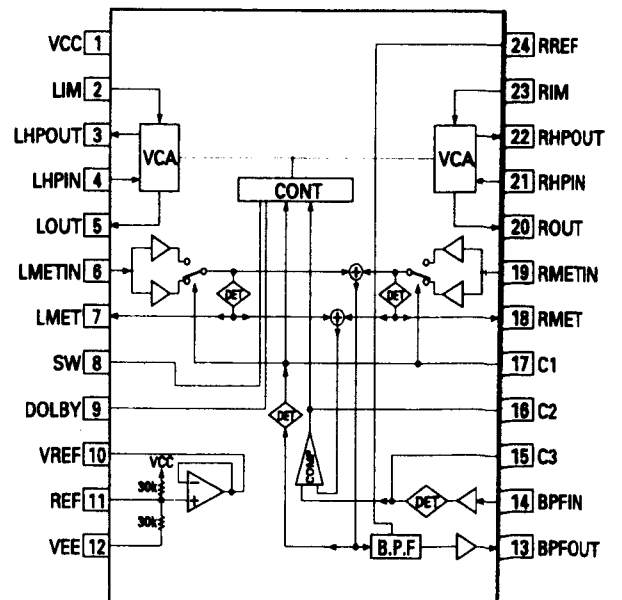 VCC 1
LIM 2
LHPOUT 3
LHPIN 4
LOUT 5
LMETIN 6
LMET 7
SW 8
DOLBY 9
VREF 10
REF 11
VEE 12
24 RREF
23 RIM
22 RHPOUT
21 RHPIN
20 ROUT
19 RMETIN
18 RMET
17 C1
16 C2
15 C3
14 BPFIN
13 BPFOUT
VCA
VCA
CONT
DET
DET
+
+
DET
COMP
DET
B.P.F
VCC
30k
30k
-
+